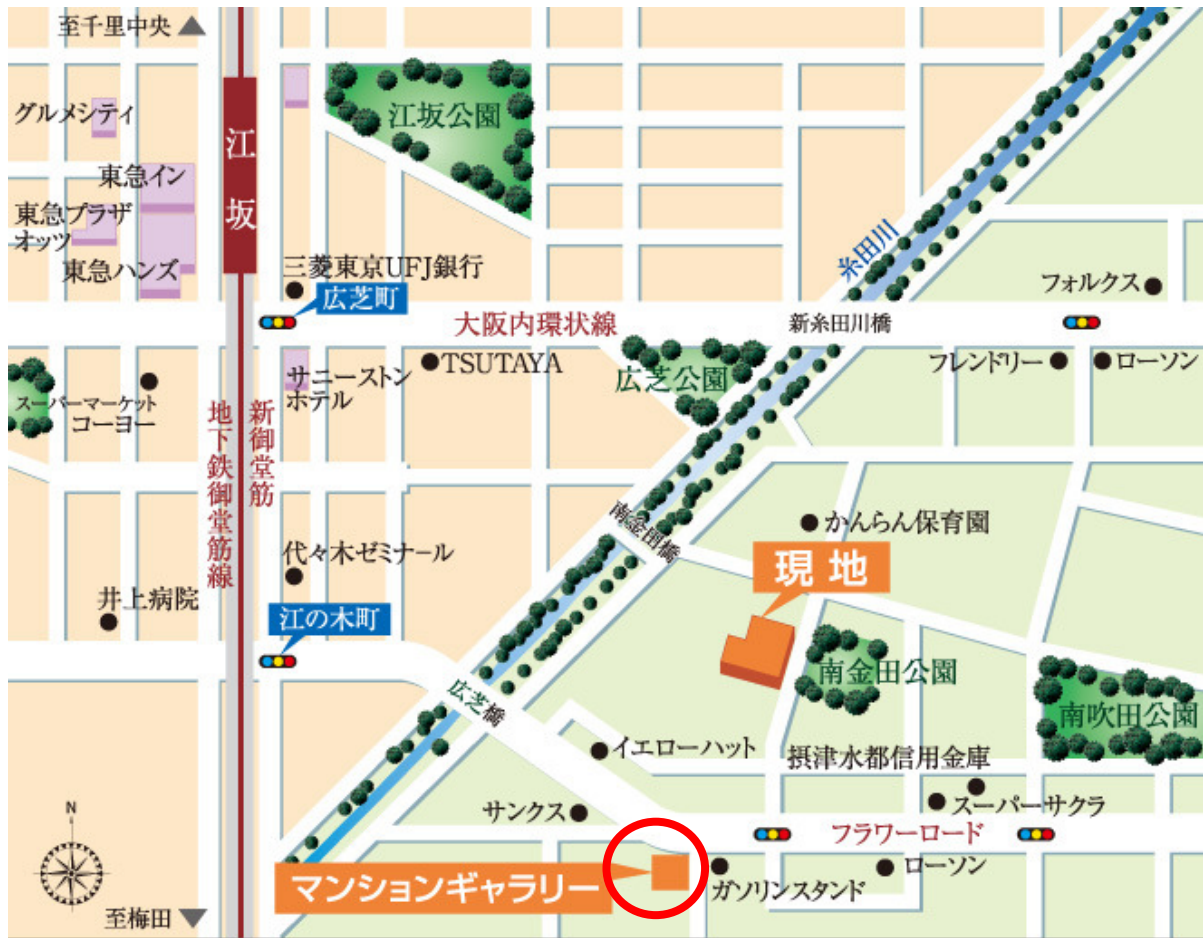 至千里中央
グルメシティ
江坂
江坂公園
東急イン
東急プラザ
オッツ
東急ハンズ
糸田川
三菱東京UFJ銀行
広芝町
フォルクス
大阪内環状線
新糸田川橋
TSUTAYA
サニーストン
ホテル
広芝公園
フレンドリー
ローソン
スーパーマーケット
コーヨー
地下鉄御堂筋線
新御堂筋
南金田橋
かんらん保育園
代々木ゼミナール
現地
井上病院
江の木町
南金田公園
広芝橋
南吹田公園
イエローハット
摂津水都信用金庫
サンクス
スーパーサクラ
フラワーロード
N
マンションギャラリー
ガソリンスタンド
ローソン
至梅田